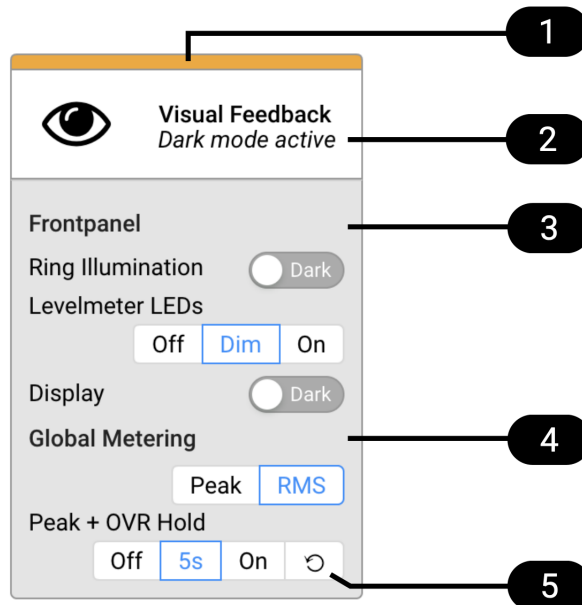 1
Visual Feedback
Dark mode active
2
Frontpanel
3
Ring Illumination Dark
Levelmeter LEDs
Off Dim On
Display Dark
Global Metering
4
Peak RMS
Peak + OVR Hold
Off 5s On
5